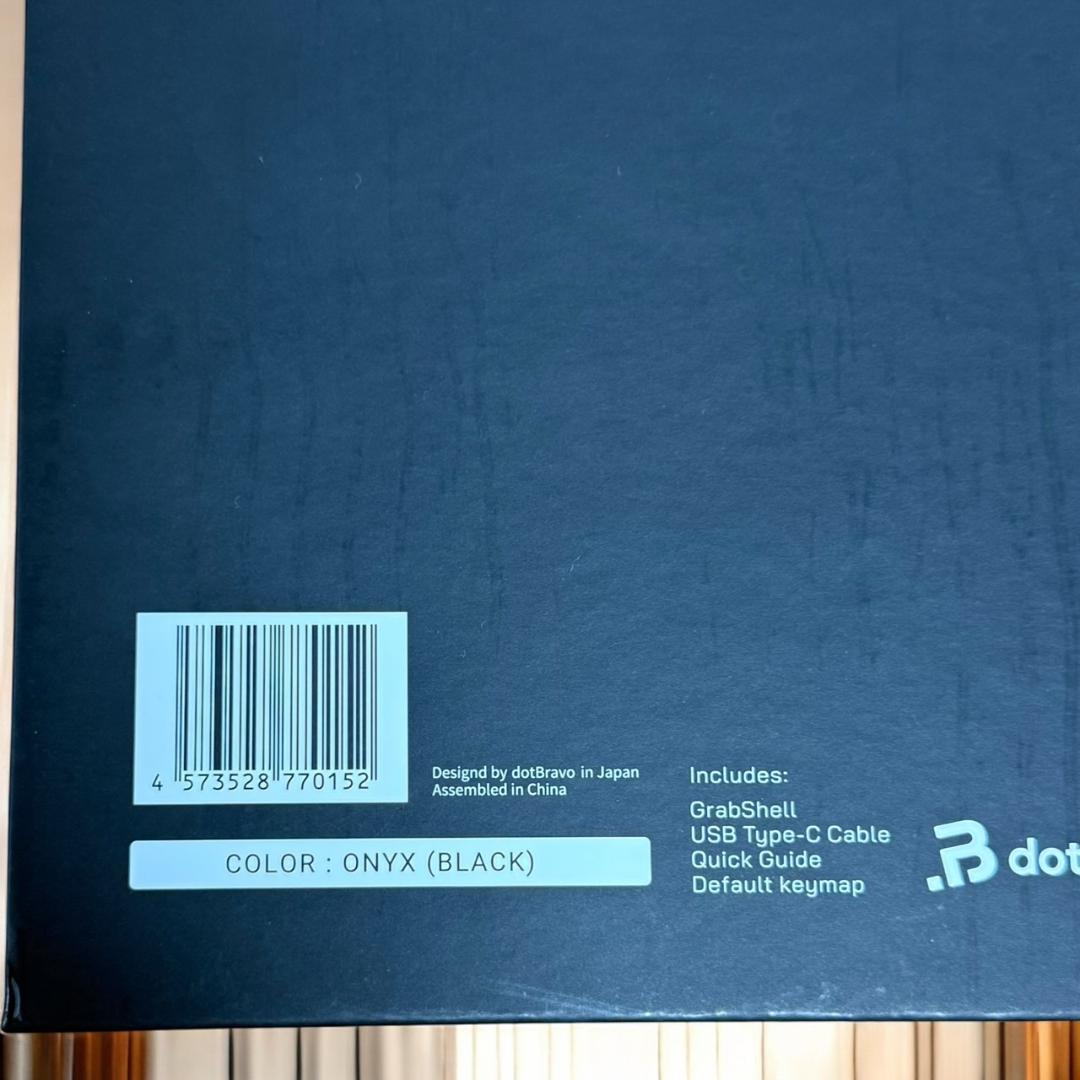 4 573528 770152
Designd by dotBravo in Japan
Assembled in China
COLOR : ONYX (BLACK)
Includes:
GrabShell
USB Type-C Cable
Quick Guide
Default keymap
.B dot